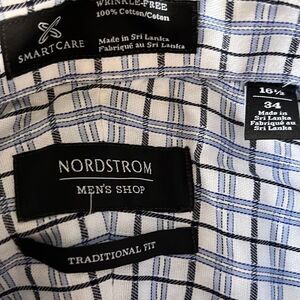 WRINKLE-FREE
100% Cotton/Coton
SMARTCARE
Made in Sri Lanka
Fabriqué au Sri Lanka
16½
34
Made in
Sri Lanka
Fabriqué au
Sri Lanka
NORDSTROM
MEN'S SHOP
TRADITIONAL FIT